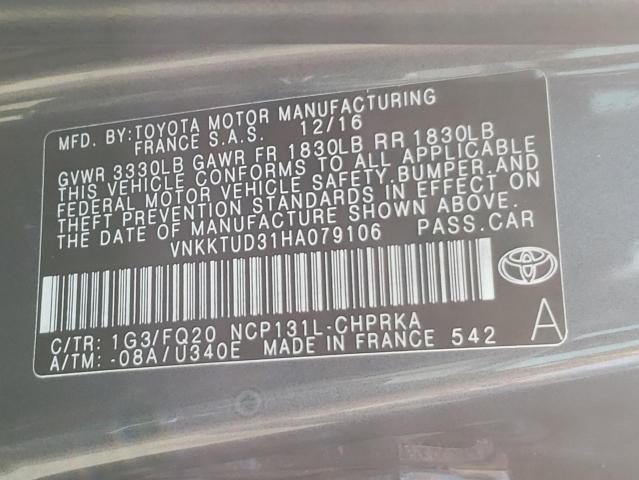 MFD. BY:TOYOTA MOTOR MANUFACTURING
FRANCE S.A.S. 12/16
GVWR 3330LB GAWR FR 1830LB RR 1830LB
THIS VEHICLE CONFORMS TO ALL APPLICABLE
FEDERAL MOTOR VEHICLE SAFETY,BUMPER,AND
THEFT PREVENTION STANDARDS IN EFFECT ON
THE DATE OF MANUFACTURE SHOWN ABOVE.
VNKKTUD31HA079106 PASS.CAR
C/TR: 1G3/FQ20 NCP131L-CHPRKA
A/TM: -08A/U340E MADE IN FRANCE 542
A